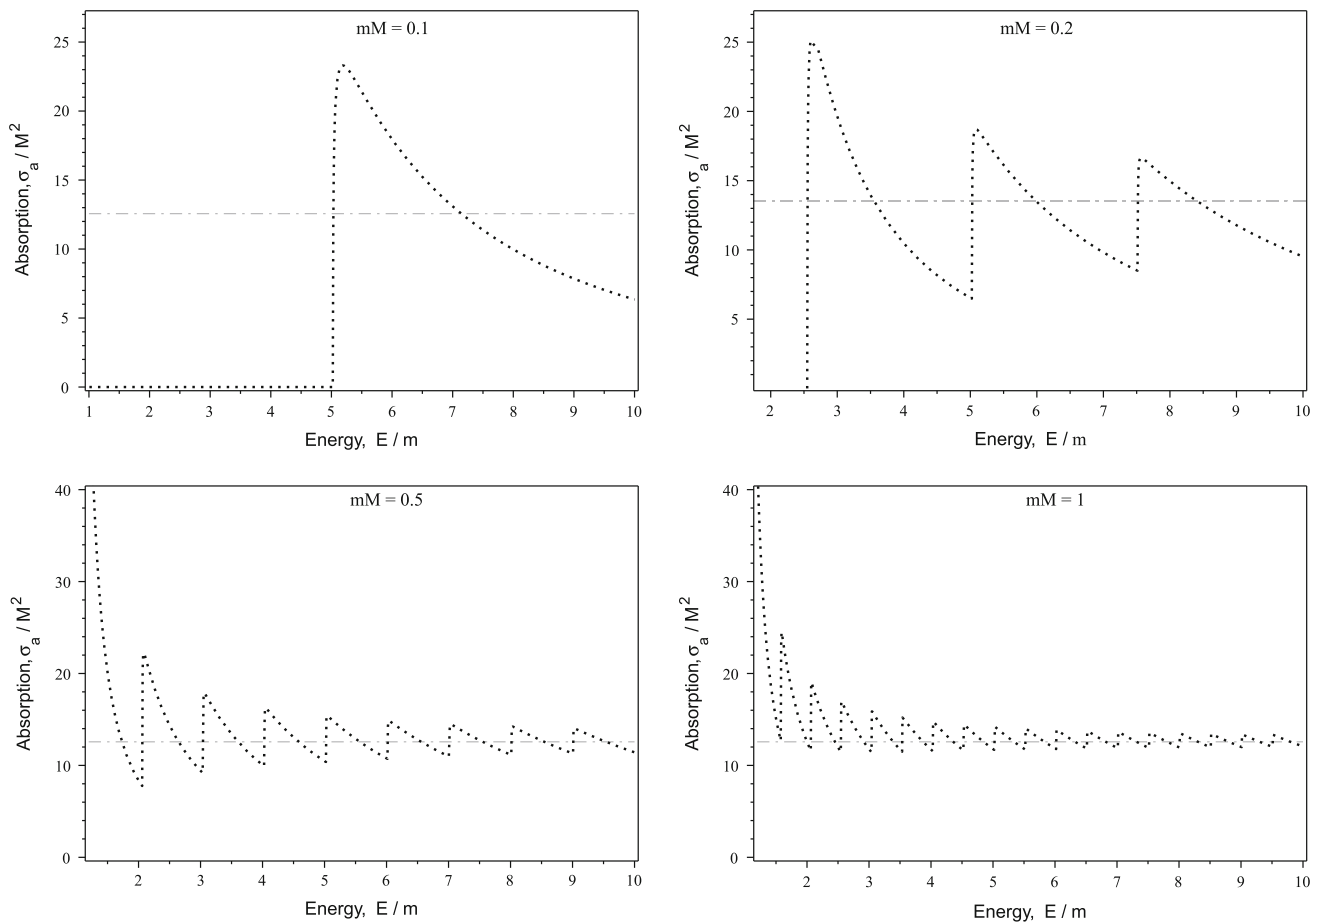 mM = 0.1
25
20
15
10
5
0
Absorption, σa / M2
1 2 3 4 5 6 7 8 9 10
Energy, E / m
mM = 0.2
25
20
15
10
5
Absorption, σa / M2
2 3 4 5 6 7 8 9 10
Energy, E / m
mM = 0.5
40
30
20
10
0
Absorption, σa / M2
2 3 4 5 6 7 8 9 10
Energy, E / m
mM = 1
40
30
20
10
0
Absorption, σa / M2
2 3 4 5 6 7 8 9 10
Energy, E / m